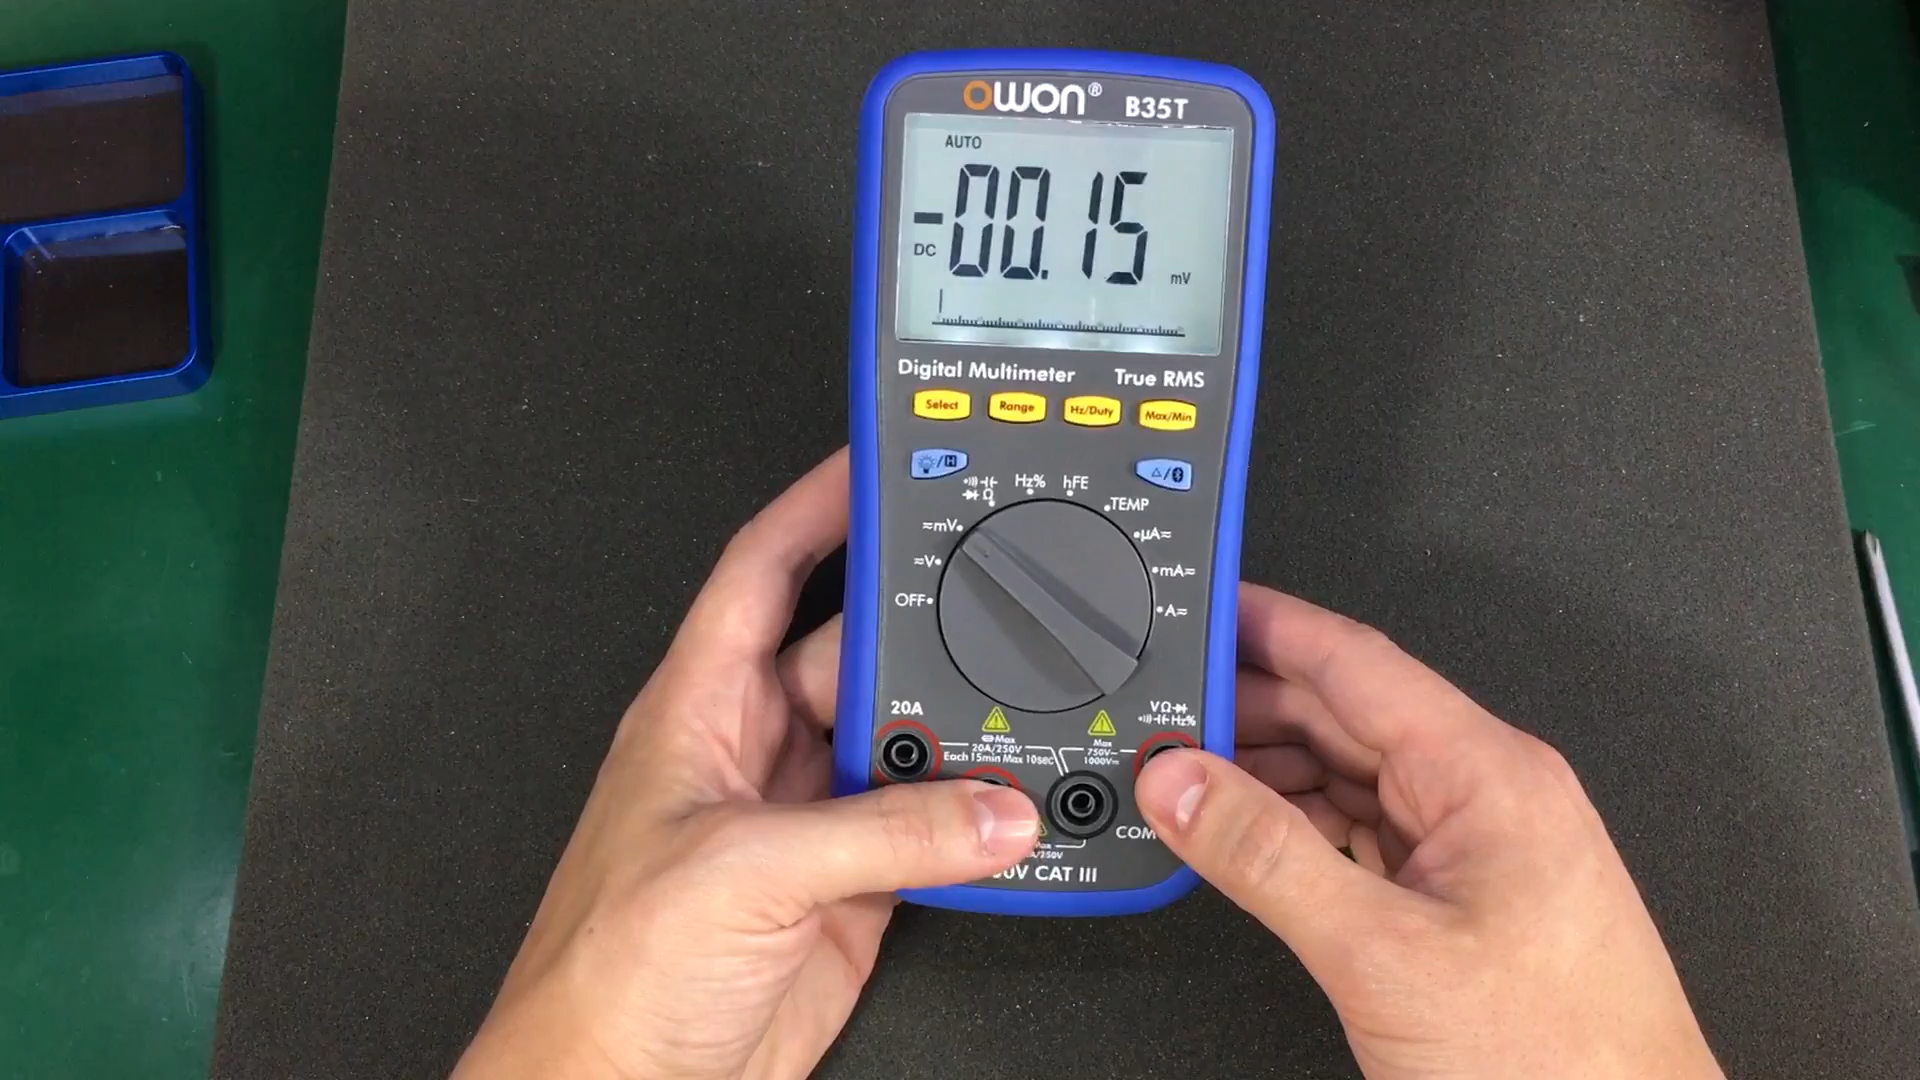 OWON® B35T
AUTO
-00.15
DC
mV
Digital Multimeter True RMS
Select Range Hz/Duty Max/Min
/H
△/
Hz% hFE
Ω
TEMP
≂mV
μA≂
≂V
mA≂
OFF
A≂
20A
VΩ
Hz%
Max
20A/250V
Each 15min Max 10sec
Max
750V~
1000V⎓
COM
/250V
CAT III